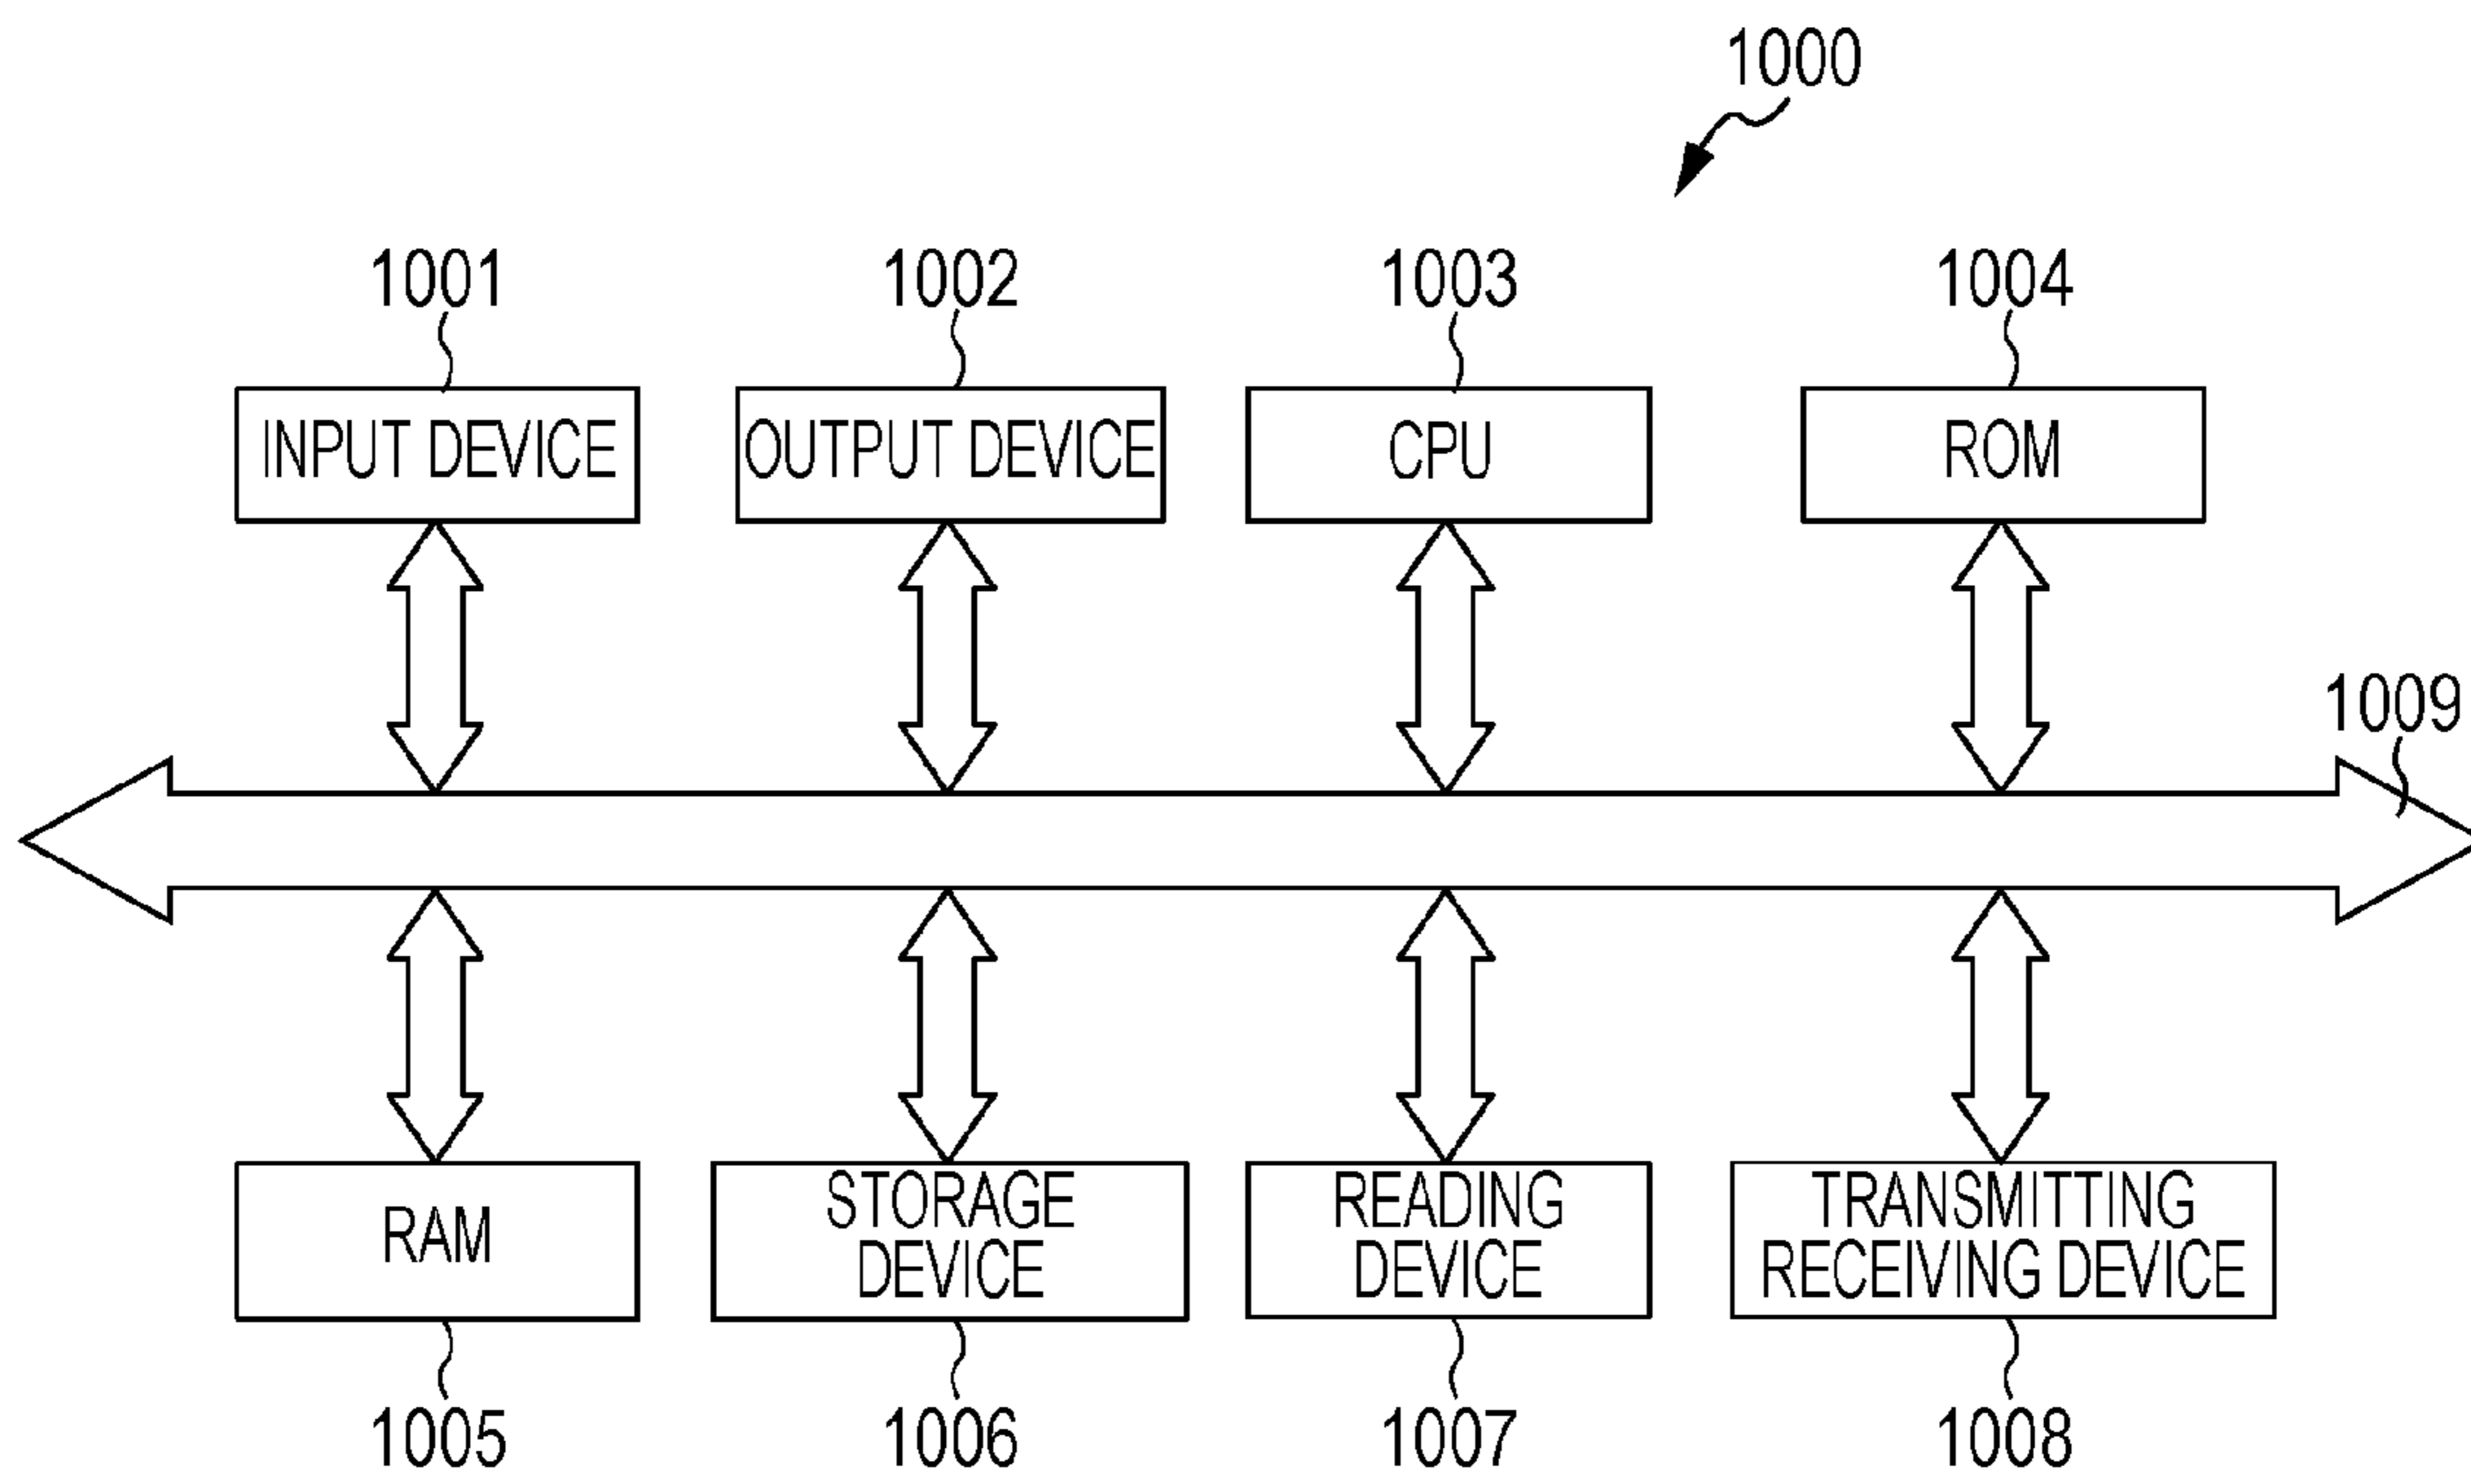 1000
1001
1002
1003
1004
INPUT DEVICE
OUTPUT DEVICE
CPU
ROM
1009
RAM
STORAGE
DEVICE
READING
DEVICE
TRANSMITTING
RECEIVING DEVICE
1005
1006
1007
1008